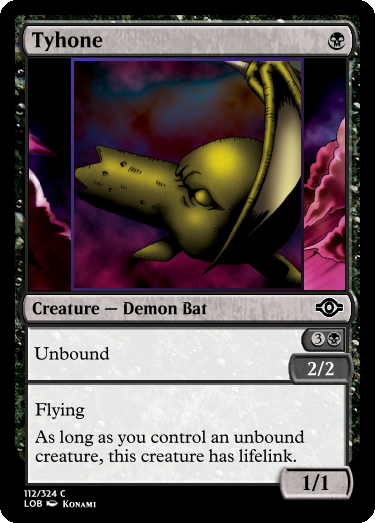 Tyhone
Creature — Demon Bat
3
Unbound
2/2
Flying
As long as you control an unbound
creature, this creature has lifelink.
1/1
112/324 C
LOB Konami